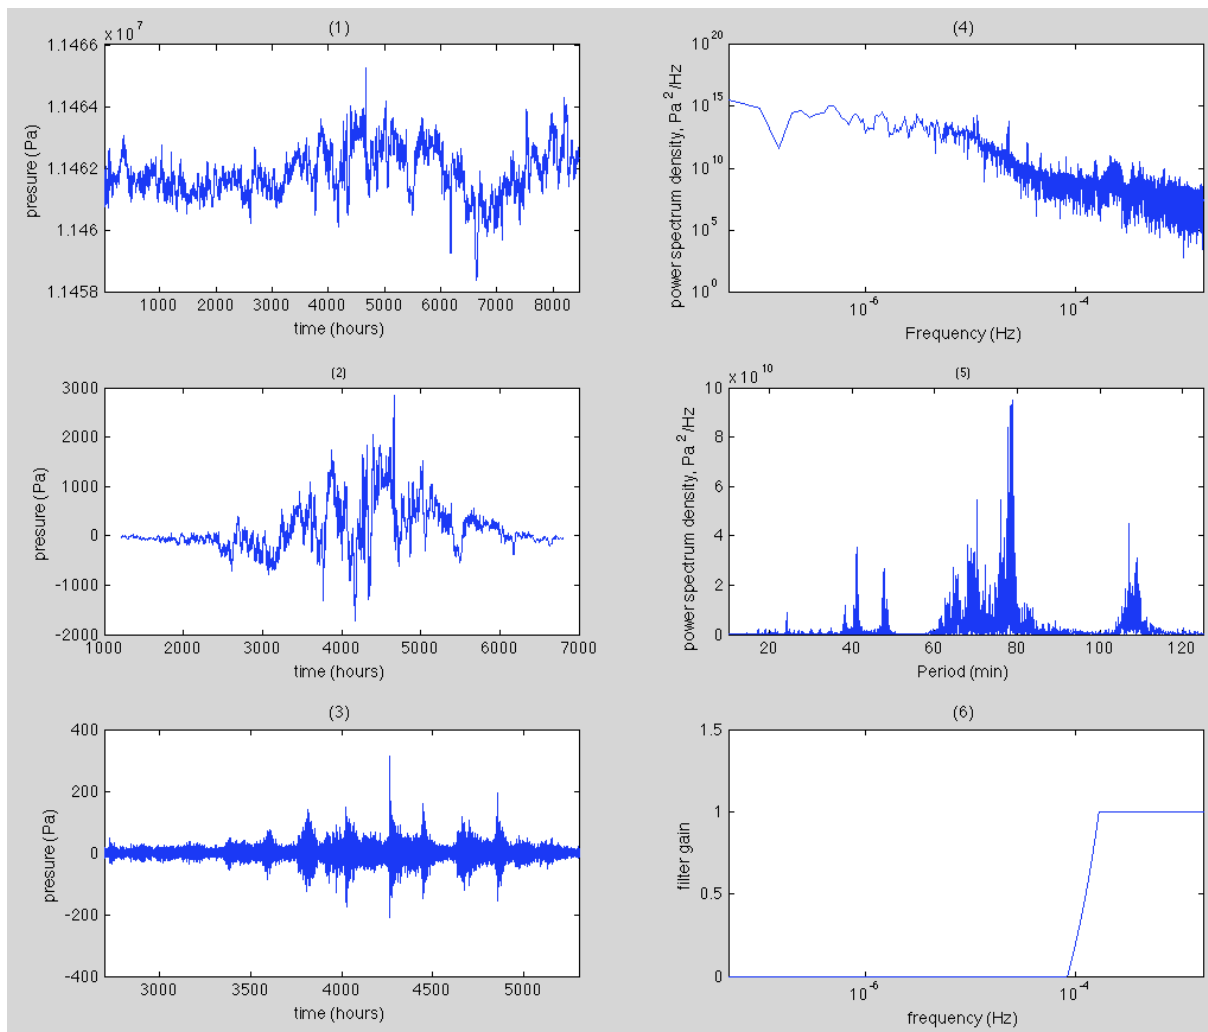 (1)
x 10 7
1.1466
1.1464
1.1462
1.146
1.1458
presure (Pa)
1000 2000 3000 4000 5000 6000 7000 8000
time (hours)
(4)
10 20
10 15
10 10
10 5
10 0
power spectrum density, Pa 2 /Hz
10 -6 10 -4
Frequency (Hz)
(2)
3000
2000
1000
0
-1000
-2000
presure (Pa)
1000 2000 3000 4000 5000 6000 7000
time (hours)
(5)
x 10 10
10
8
6
4
2
0
power spectrum density, Pa 2 /Hz
20 40 60 80 100 120
Period (min)
(3)
400
200
0
-200
-400
presure (Pa)
3000 3500 4000 4500 5000
time (hours)
(6)
1.5
1
0.5
0
filter gain
10 -6 10 -4
frequency (Hz)